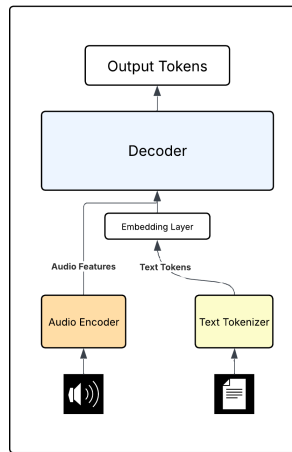 Output Tokens
Decoder
Embedding Layer
Audio Features
Text Tokens
Audio Encoder
Text Tokenizer